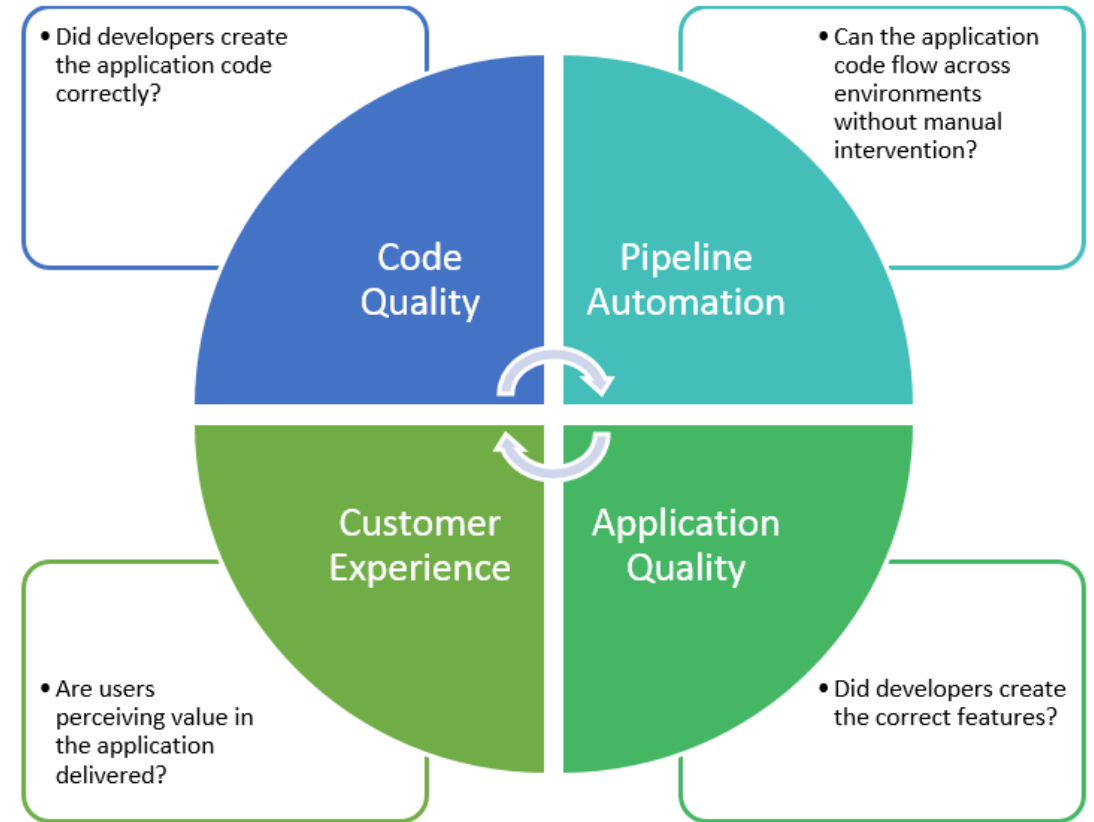 • Did developers create
the application code
correctly?
• Can the application
code flow across
environments
without manual
intervention?
Code
Quality
Pipeline
Automation
Customer
Experience
Application
Quality
• Are users
perceiving value in
the application
delivered?
• Did developers create
the correct features?